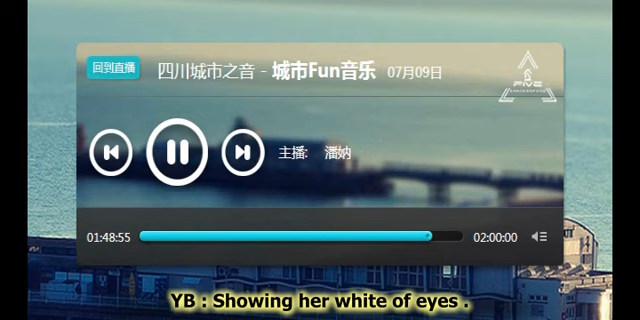 回到直播
四川城市之音 - 城市Fun音乐 07月09日
FIVE
主播: 潘妫
01:48:55
02:00:00
YB : Showing her white of eyes .